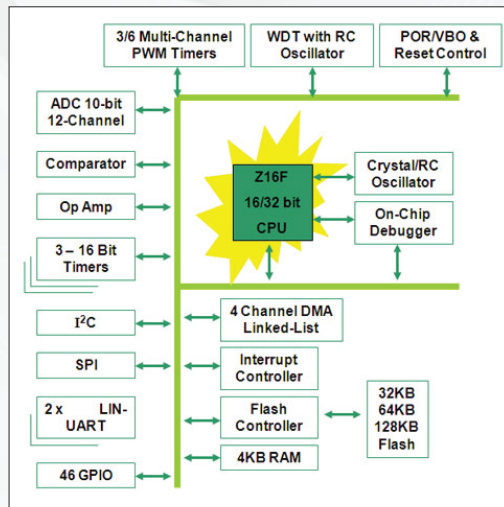 3/6 Multi-Channel
PWM Timers
WDT with RC
Oscillator
POR/VBO &
Reset Control
ADC 10-bit
12-Channel
Comparator
Op Amp
3 – 16 Bit
Timers
I²C
SPI
2 x LIN-
UART
46 GPIO
Z16F
16/32 bit
CPU
Crystal/RC
Oscillator
On-Chip
Debugger
4 Channel DMA
Linked-List
Interrupt
Controller
Flash
Controller
4KB RAM
32KB
64KB
128KB
Flash